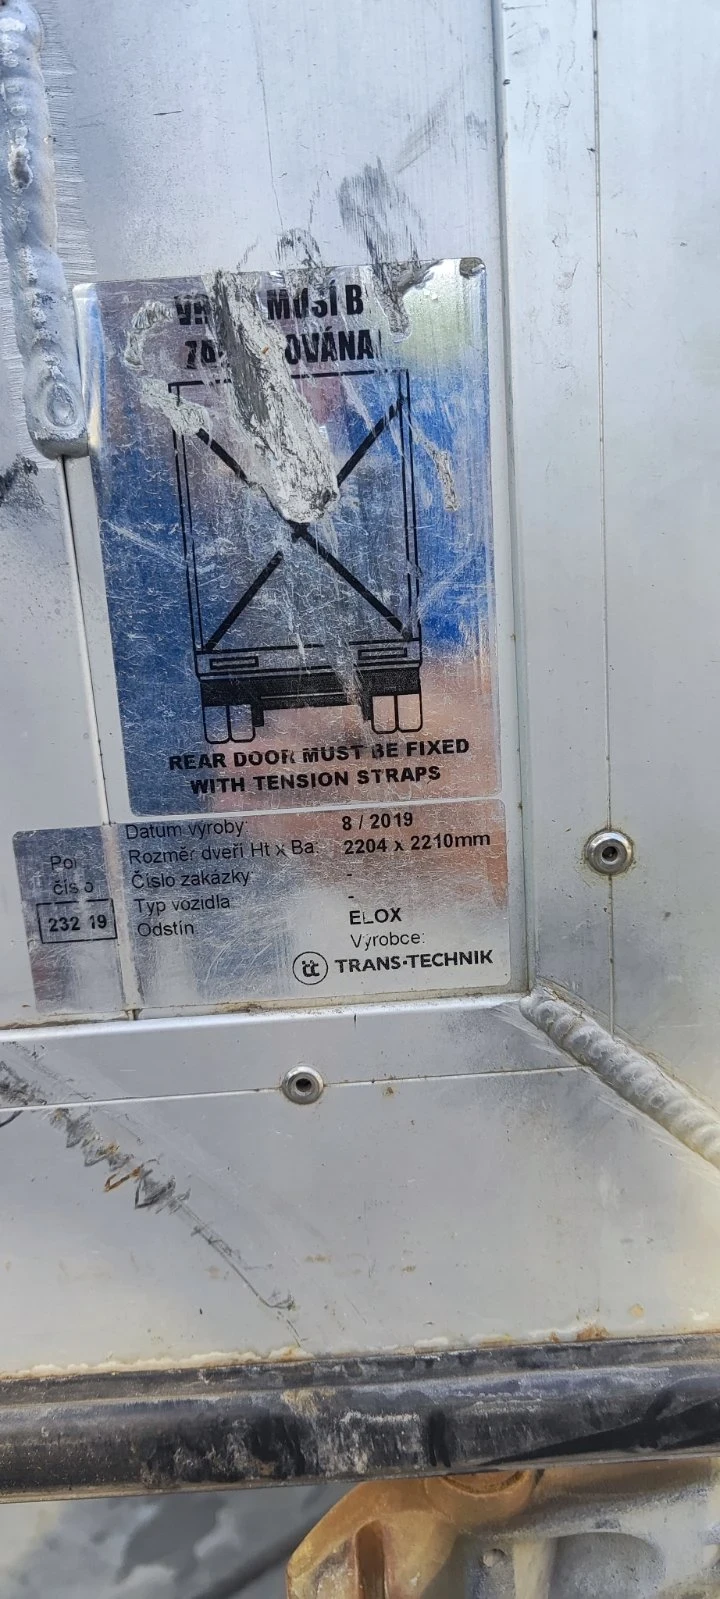 MUSÍ B
REAR DOOR MUST BE FIXED
WITH TENSION STRAPS
Datum výroby: 8 / 2019
Rozměr dveří Ht x Ba: 2204 x 2210mm
Číslo zakázky: -
Typ vozidla -
Odstín: ELOX
Výrobce:
TRANS-TECHNIK
čís o
232 19